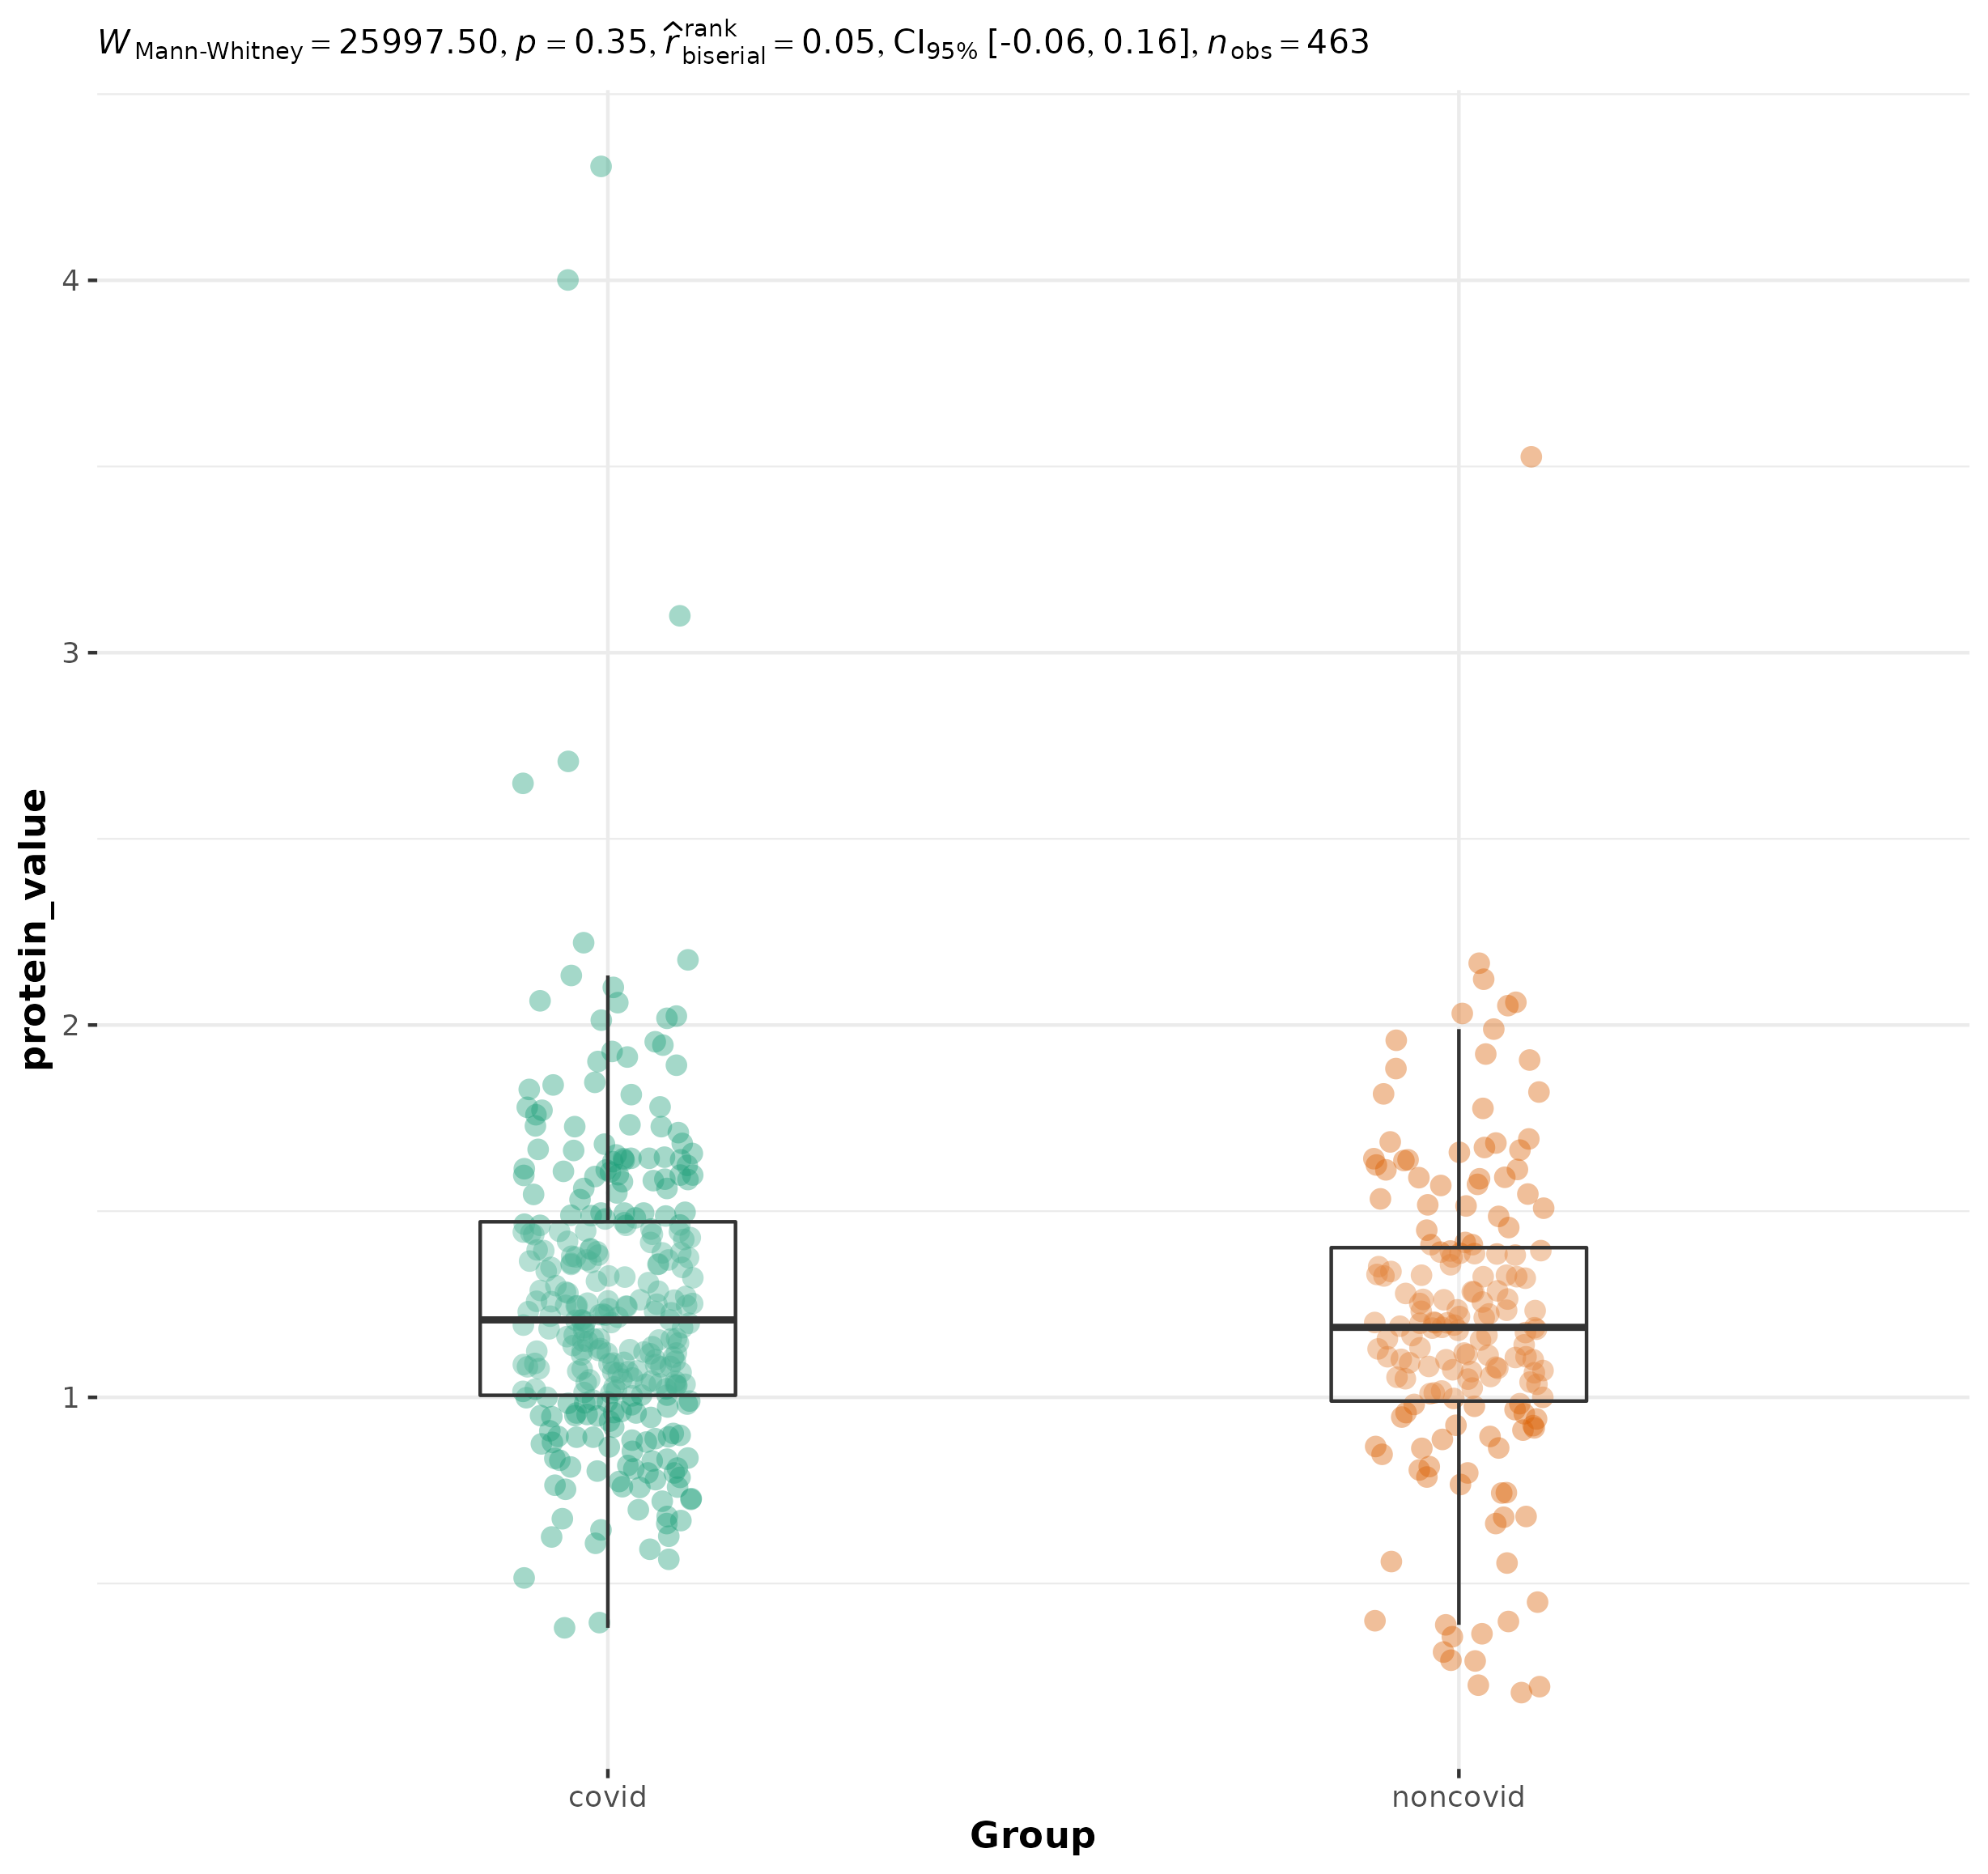 W Mann-Whitney = 25997.50, p = 0.35, r̂ rank biserial = 0.05, CI95% [-0.06, 0.16], n obs = 463
4
3
2
1
protein_value
covid noncovid
Group